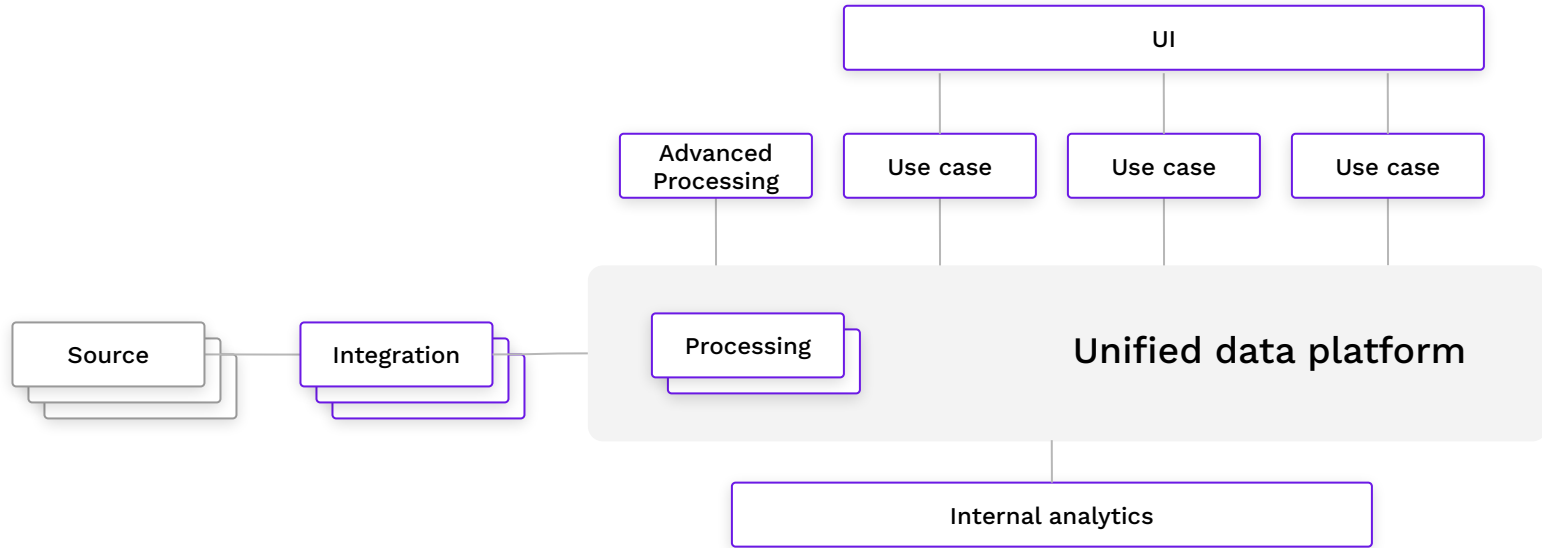 UI
Advanced
Processing
Use case
Use case
Use case
Source
Integration
Processing
Unified data platform
Internal analytics